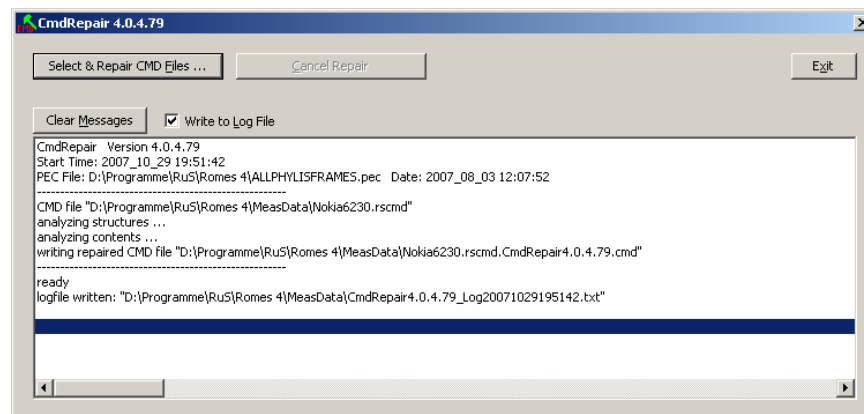 CmdRepair 4.0.4.79
Select & Repair CMD Files ...
Cancel Repair
Exit
Clear Messages
Write to Log File
CmdRepair Version 4.0.4.79
Start Time: 2007_10_29 19:51:42
PEC File: D:\Programme\RuS\Romes 4\ALLPHYLISFRAMES.pec Date: 2007_08_03 12:07:52
------------------------------------------------------
CMD file "D:\Programme\RuS\Romes 4\MeasData\Nokia6230.rscmd"
analyzing structures ...
analyzing contents ...
writing repaired CMD file "D:\Programme\RuS\Romes 4\MeasData\Nokia6230.rscmd.CmdRepair4.0.4.79.cmd"
------------------------------------------------------
ready
logfile written: "D:\Programme\RuS\Romes 4\MeasData\CmdRepair4.0.4.79_Log20071029195142.txt"